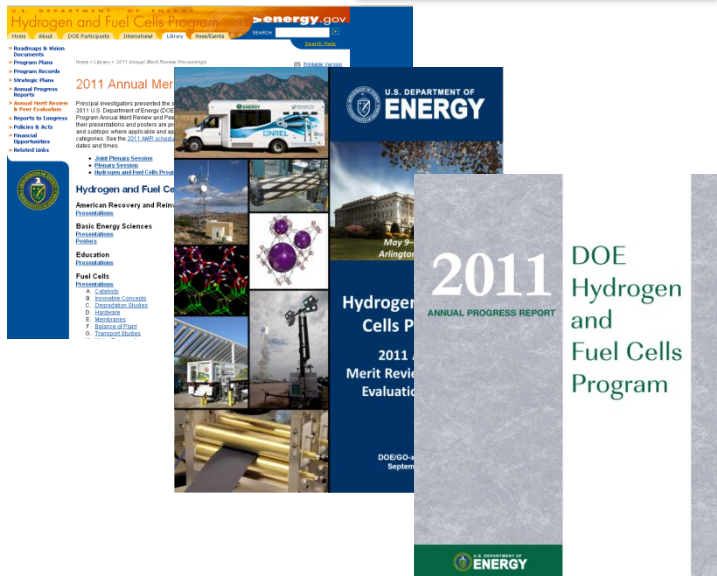 U.S. DEPARTMENT OF ENERGY
Hydrogen and Fuel Cells Program
>energy.gov
Home About DOE Participants International Library News/Events
SEARCH
Search Help
» Roadmaps & Vision
Documents
» Program Plans
» Program Records
» Strategic Plans
» Annual Progress
Reports
» Annual Merit Review
& Peer Evaluation
» Reports to Congress
» Policies & Acts
» Financial
Opportunities
» Related Links
Home > Library > 2011 Annual Merit Review Proceedings
Printable Version
2011 Annual Mer
Principal investigators presented the s
2011 U.S. Department of Energy (DOE
Program Annual Merit Review and Pee
their presentations and posters are pr
and subtopic where applicable and ap
categories. See the 2011 AMR schedu
dates and times.
• Joint Plenary Session
• Plenary Session
• Hydrogen and Fuel Cells Prog
Hydrogen and Fuel Ce
American Recovery and Reinv
Presentations
Basic Energy Sciences
Presentations
Posters
Education
Presentations
Fuel Cells
Presentations
A. Catalysts
B. Innovative Concepts
C. Degradation Studies
D. Hardware
E. Membranes
F. Balance of Plant
G. Transport Studies
U.S. DEPARTMENT OF
ENERGY
ENERGY
NREL
May 9–
Arlington
Hydrogen
Cells P
2011 A
Merit Revie
Evaluatio
DOE/GO-x
Septem
2011
ANNUAL PROGRESS REPORT
DOE
Hydrogen
and
Fuel Cells
Program
U.S. DEPARTMENT OF
ENERGY